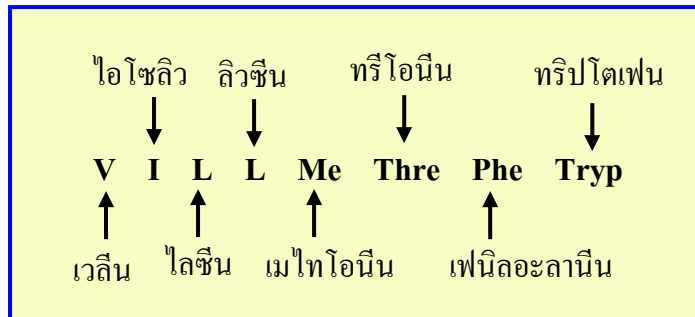 ไอโซลิว ลิวซีน ทรีโอนีน ทริปโตเฟน
V I L L Me Thre Phe Tryp
เวลีน ไลซีน เมไทโอนีน เฟนิลอะลานีน